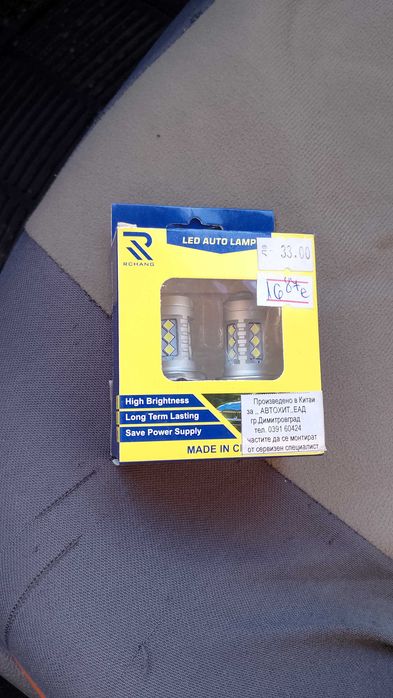 RCHANG
LED AUTO LAMP
ЛВ 33.00
16 87 €
High Brightness
Long Term Lasting
Save Power Supply
MADE IN C
Произведено в Китай
за ,, АВТОХИТ,,ЕАД
гр.Димитровград
тел. 0391 60424
частите да се монтират
от сервизен специалист